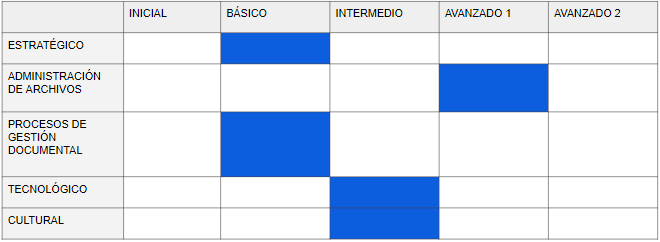 INICIAL BÁSICO INTERMEDIO AVANZADO 1 AVANZADO 2
ESTRATÉGICO
ADMINISTRACIÓN
DE ARCHIVOS
PROCESOS DE
GESTIÓN
DOCUMENTAL
TECNOLÓGICO
CULTURAL